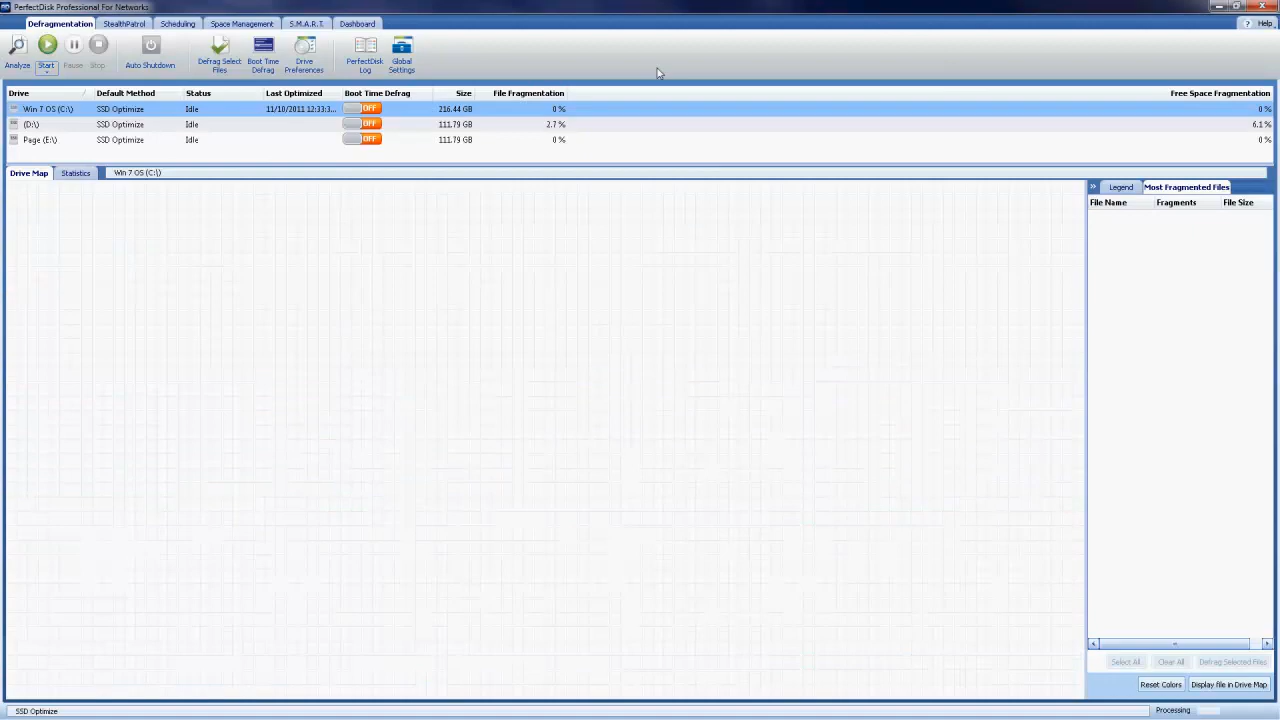 PerfectDisk Professional For Networks
Defragmentation StealthPatrol Scheduling Space Management S.M.A.R.T. Dashboard ? Help
Analyze Start Pause Stop Auto Shutdown Defrag Select Files Boot Time Defrag Drive Preferences PerfectDisk Log Global Settings
Drive Default Method Status Last Optimized Boot Time Defrag Size File Fragmentation Free Space Fragmentation
Win 7 OS (C:\) SSD Optimize Idle 11/10/2011 12:33:3... OFF 216.44 GB 0 % 0 %
(D:\) SSD Optimize Idle OFF 111.79 GB 2.7 % 6.1 %
Page (E:\) SSD Optimize Idle OFF 111.79 GB 0 % 0 %
Drive Map Statistics Win 7 OS (C:\)
» Legend Most Fragmented Files
File Name Fragments File Size
Select All Clear All Defrag Selected Files
Reset Colors Display file in Drive Map
SSD Optimize Processing